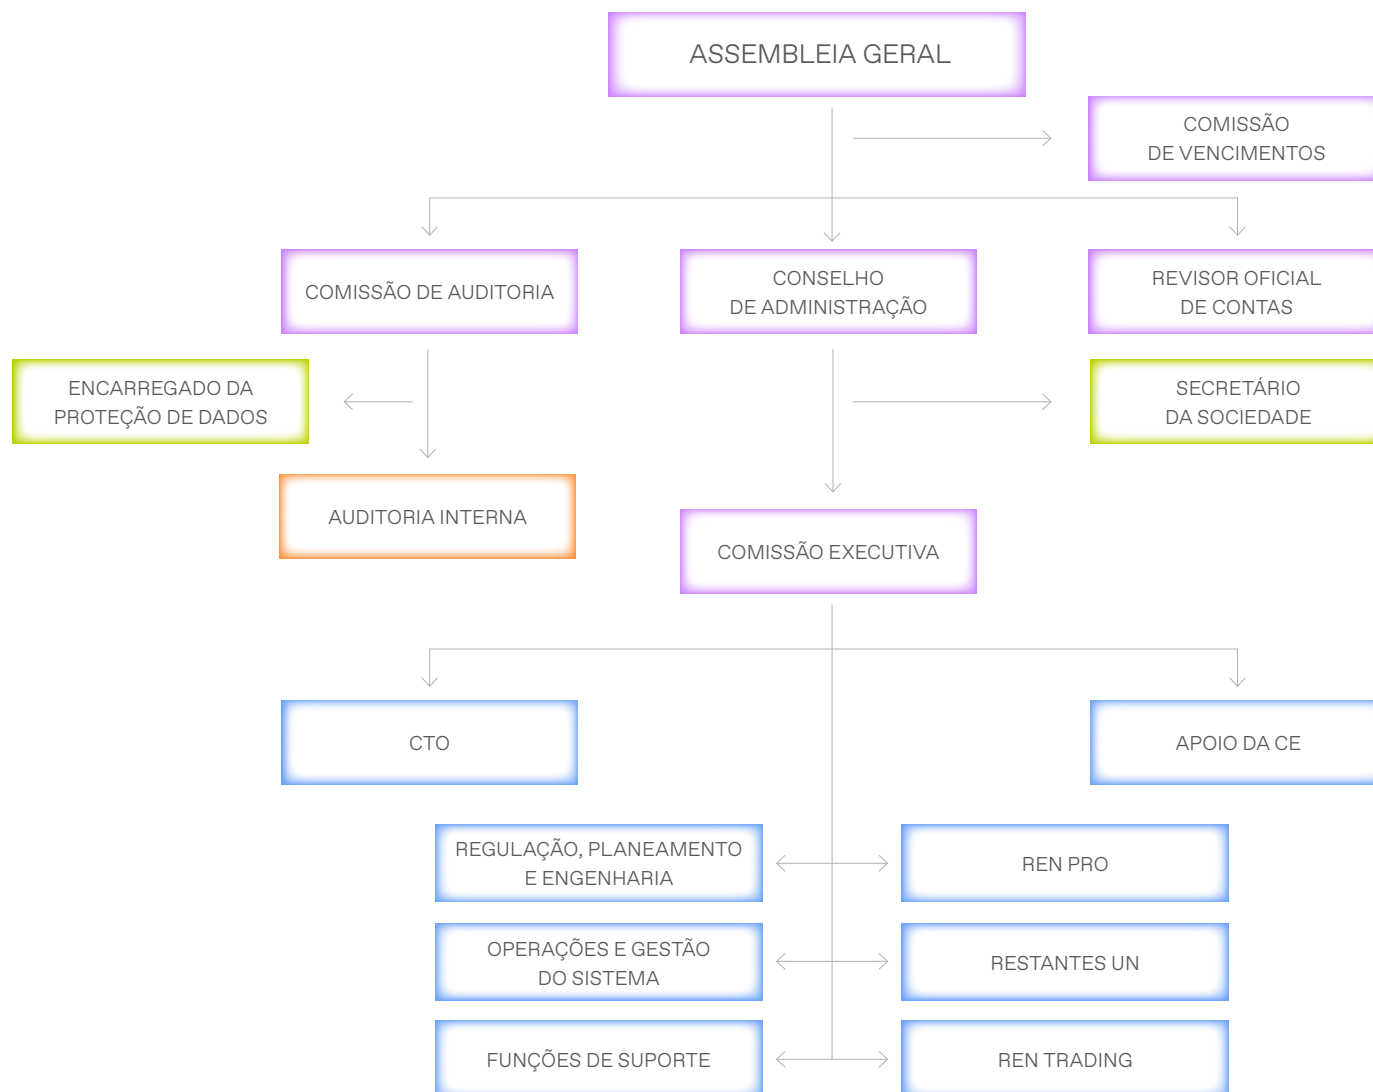 ASSEMBLEIA GERAL
COMISSÃO
DE VENCIMENTOS
COMISSÃO DE AUDITORIA
CONSELHO
DE ADMINISTRAÇÃO
REVISOR OFICIAL
DE CONTAS
ENCARREGADO DA
PROTEÇÃO DE DADOS
SECRETÁRIO
DA SOCIEDADE
AUDITORIA INTERNA
COMISSÃO EXECUTIVA
CTO
APOIO DA CE
REGULAÇÃO, PLANEAMENTO
E ENGENHARIA
REN PRO
OPERAÇÕES E GESTÃO
DO SISTEMA
RESTANTES UN
FUNÇÕES DE SUPORTE
REN TRADING